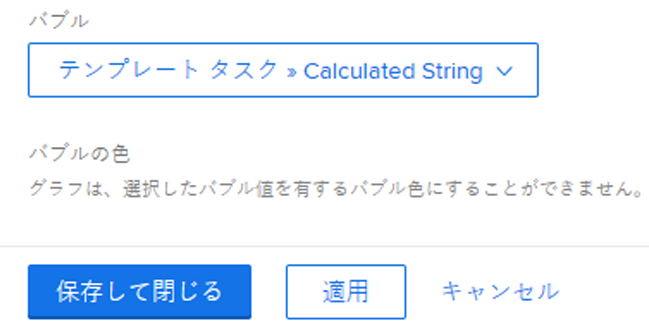 バブル
テンプレート タスク » Calculated String
バブルの色
グラフは、選択したバブル値を有するバブル色にすることができません。
保存して閉じる 適用 キャンセル